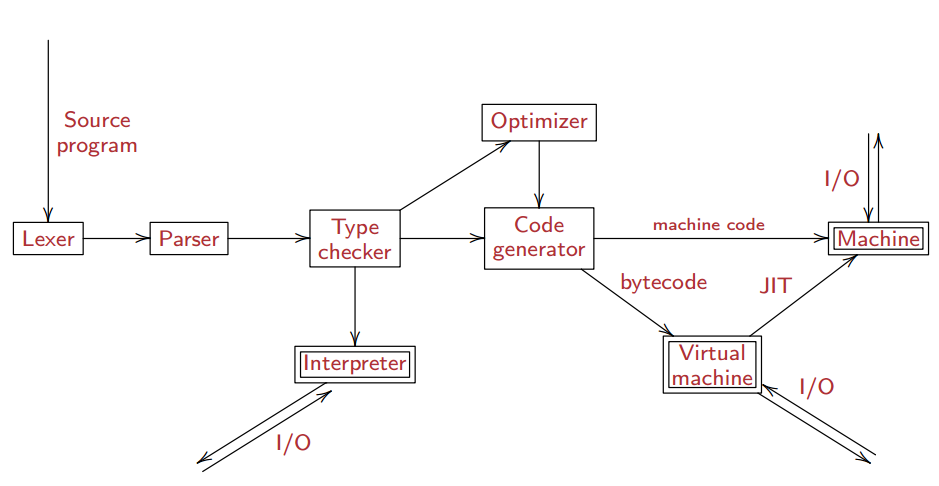 Source
program
Optimizer
I/O
Lexer
Parser
Type
checker
Code
generator
machine code
Machine
bytecode
JIT
Interpreter
Virtual
machine
I/O
I/O